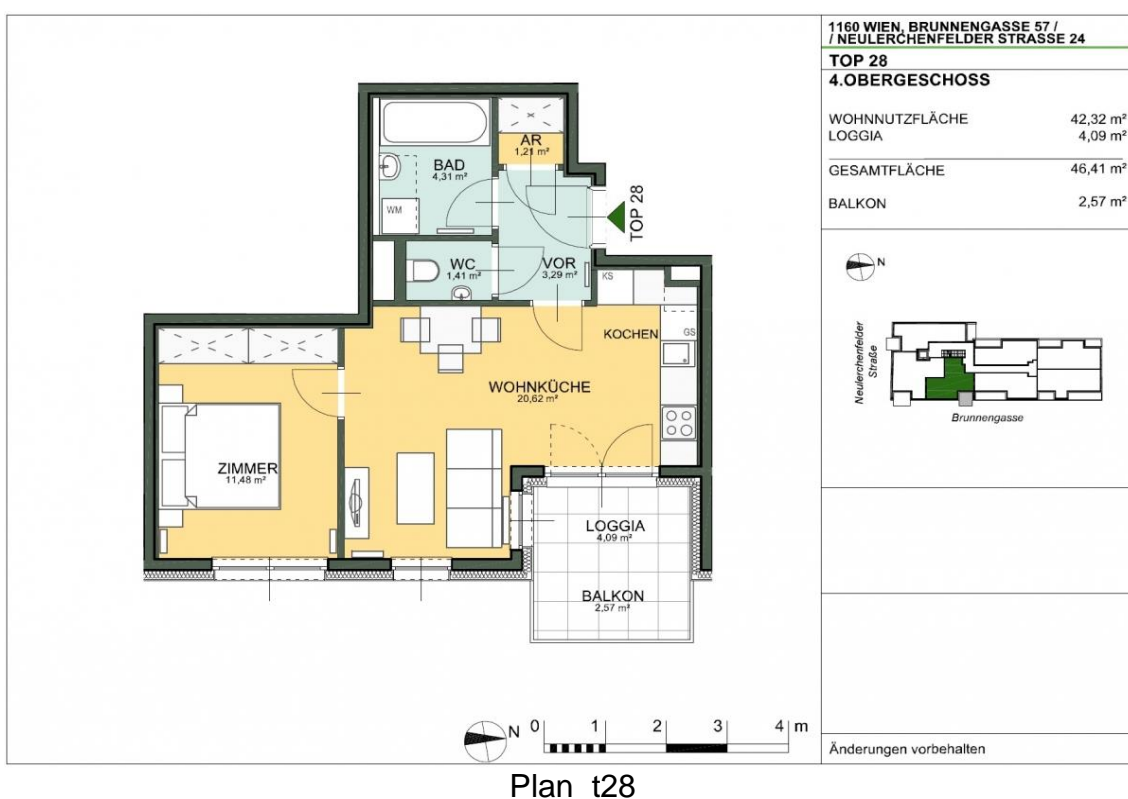 1160 WIEN, BRUNNENGASSE 57 /
/ NEULERCHENFELDER STRASSE 24
TOP 28
4.OBERGESCHOSS
WOHNNUTZFLÄCHE 42,32 m²
LOGGIA 4,09 m²
GESAMTFLÄCHE 46,41 m²
BALKON 2,57 m²
N
Neulerchenfelder
Straße
Brunnengasse
AR
1,21 m²
BAD
4,31 m²
WM
TOP 28
WC
1,41 m²
VOR
3,29 m²
KS
KOCHEN
GS
WOHNKÜCHE
20,62 m²
ZIMMER
11,48 m²
LOGGIA
4,09 m²
BALKON
2,57 m²
N
0 1 2 3 4 m
Änderungen vorbehalten
Plan t28